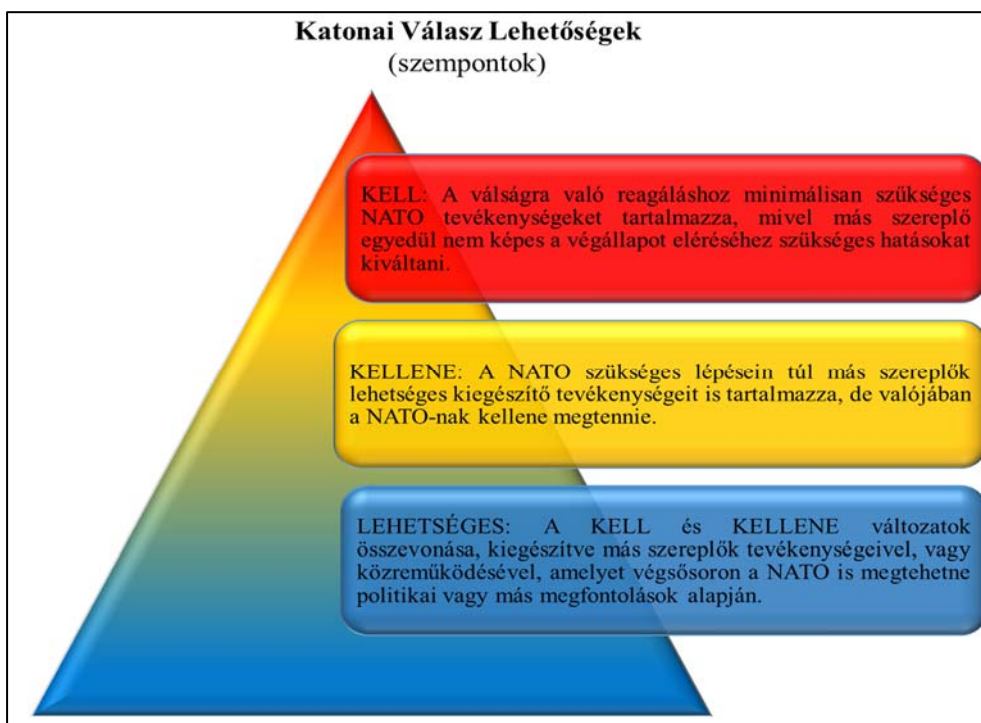 Katonai Válasz Lehetőségek
(szempontok)
KELL: A válságra való reagáláshoz minimálisan szükséges
NATO tevékenységeket tartalmazza, mivel más szereplő
egyedül nem képes a végállapot eléréséhez szükséges hatásokat
kiváltani.
KELLENE: A NATO szükséges lépésein túl más szereplők
lehetséges kiegészítő tevékenységeit is tartalmazza, de valójában
a NATO-nak kellene megtennie.
LEHETSÉGES: A KELL és KELLENE változatok
összevonása, kiegészítve más szereplők tevékenységeivel, vagy
közreműködésével, amelyet végsősoron a NATO is megtehetne
politikai vagy más megfontolások alapján.